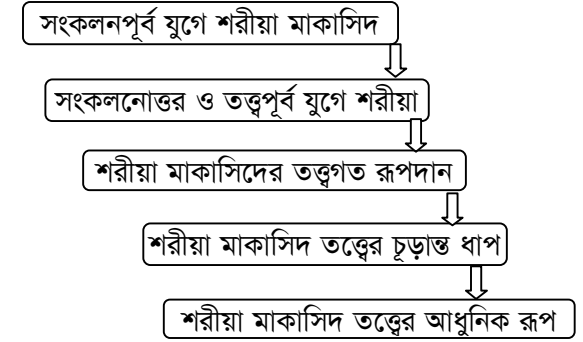 সংকলনপূর্ব যুগে শরীয়া মাকাসিদ
সংকলনোত্তর ও তত্ত্বপূর্ব যুগে শরীয়া
শরীয়া মাকাসিদের তত্ত্বগত রূপদান
শরীয়া মাকাসিদ তত্ত্বের চূড়ান্ত ধাপ
শরীয়া মাকাসিদ তত্ত্বের আধুনিক রূপ